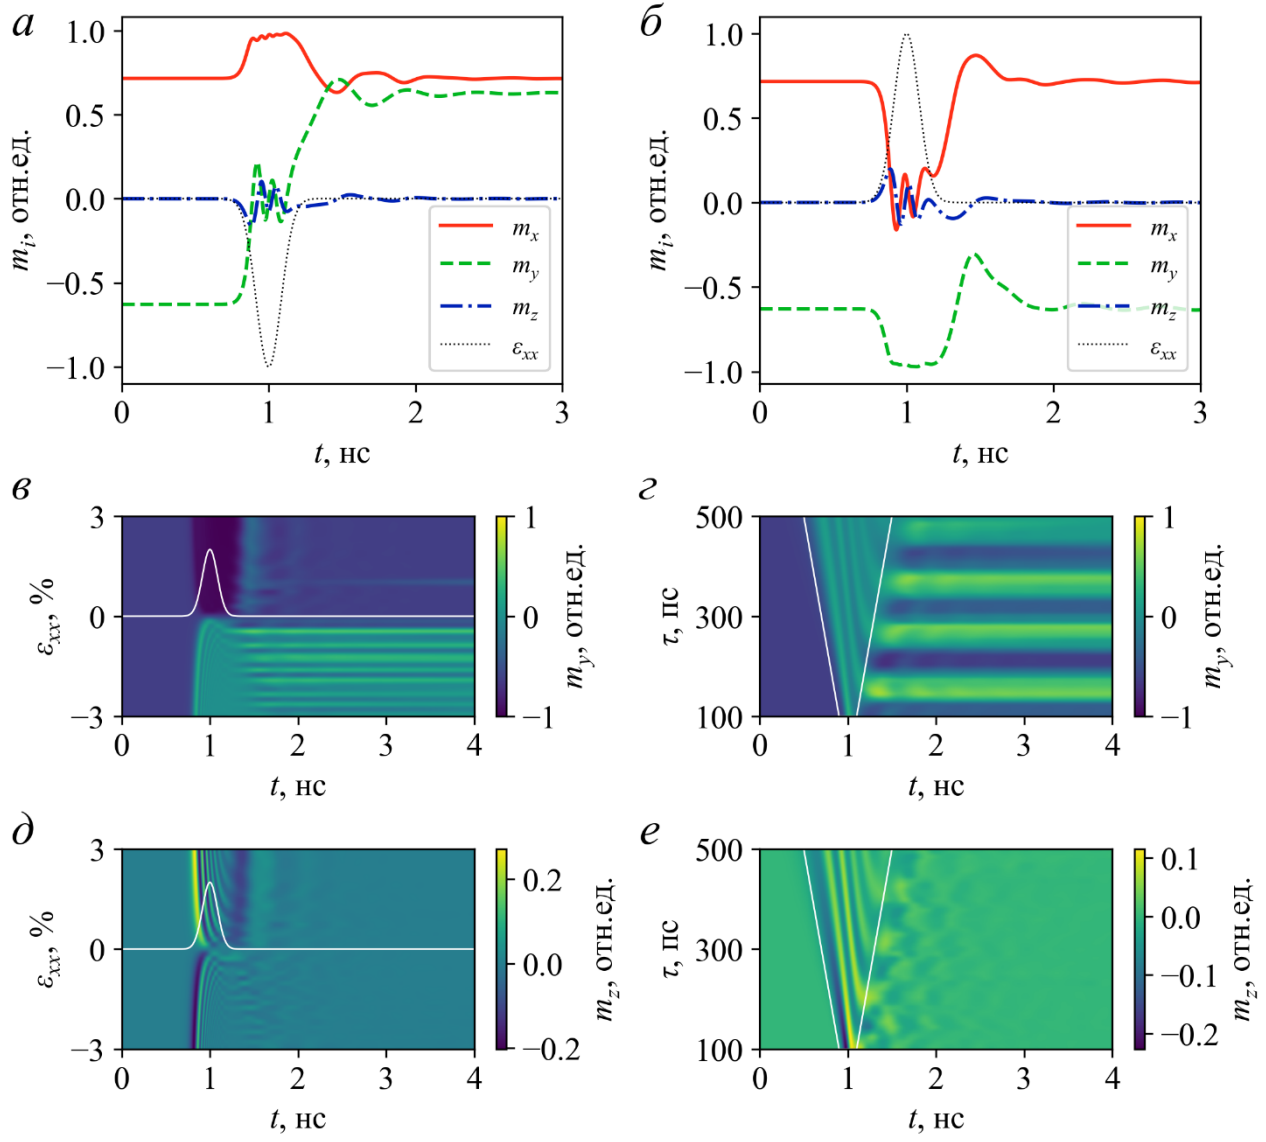 а
1.0
0.5
0.0
−0.5
−1.0
m_i, отн.ед.
m_x
m_y
m_z
ε_xx
0 1 2 3
t, нс
б
1.0
0.5
0.0
−0.5
−1.0
m_i, отн.ед.
m_x
m_y
m_z
ε_xx
0 1 2 3
t, нс
в
3
0
−3
ε_xx, %
0 1 2 3 4
t, нс
1
0
−1
m_y, отн.ед.
г
500
300
100
τ, пс
0 1 2 3 4
t, нс
1
0
−1
m_y, отн.ед.
д
3
0
−3
ε_xx, %
0 1 2 3 4
t, нс
0.2
0.0
−0.2
m_z, отн.ед.
е
500
300
100
τ, пс
0 1 2 3 4
t, нс
0.1
0.0
−0.1
−0.2
m_z, отн.ед.